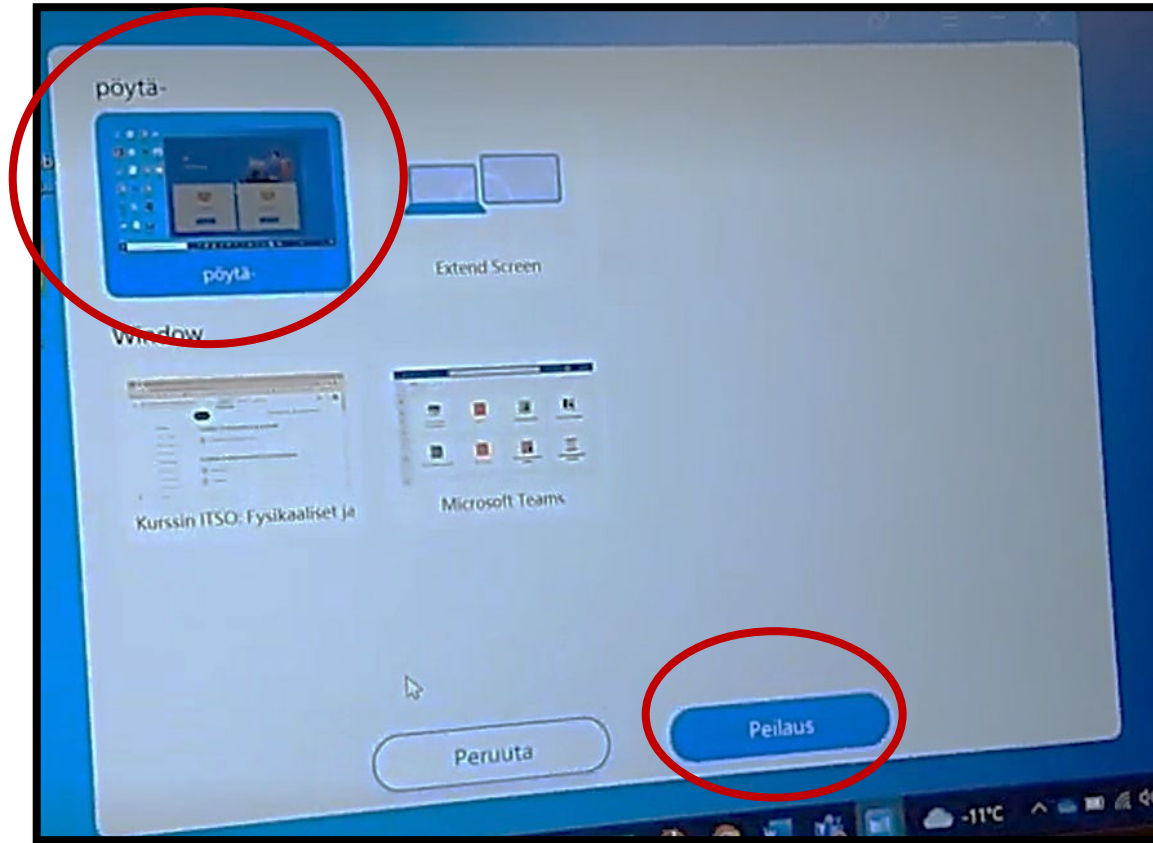 pöytä-
pöytä-
Extend Screen
Window
Kurssin ITSO: Fysikaaliset ja
Microsoft Teams
Peruuta
Peilaus
-11°C